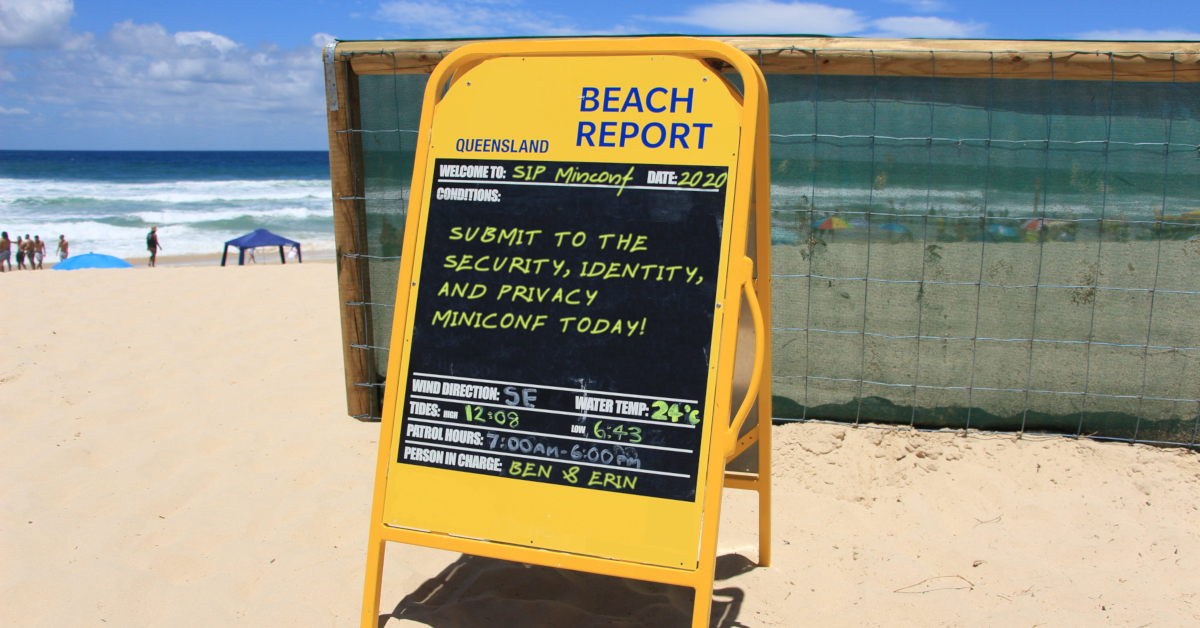 BEACH
REPORT
QUEENSLAND
WELCOME TO: SIP Minconf DATE: 2020
CONDITIONS:
SUBMIT TO THE
SECURITY, IDENTITY,
AND PRIVACY
MINICONF TODAY!
WIND DIRECTION: SE WATER TEMP: 24°C
TIDES: HIGH 12:08 LOW 6:43
PATROL HOURS: 7:00AM-6:00PM
PERSON IN CHARGE: BEN & ERIN